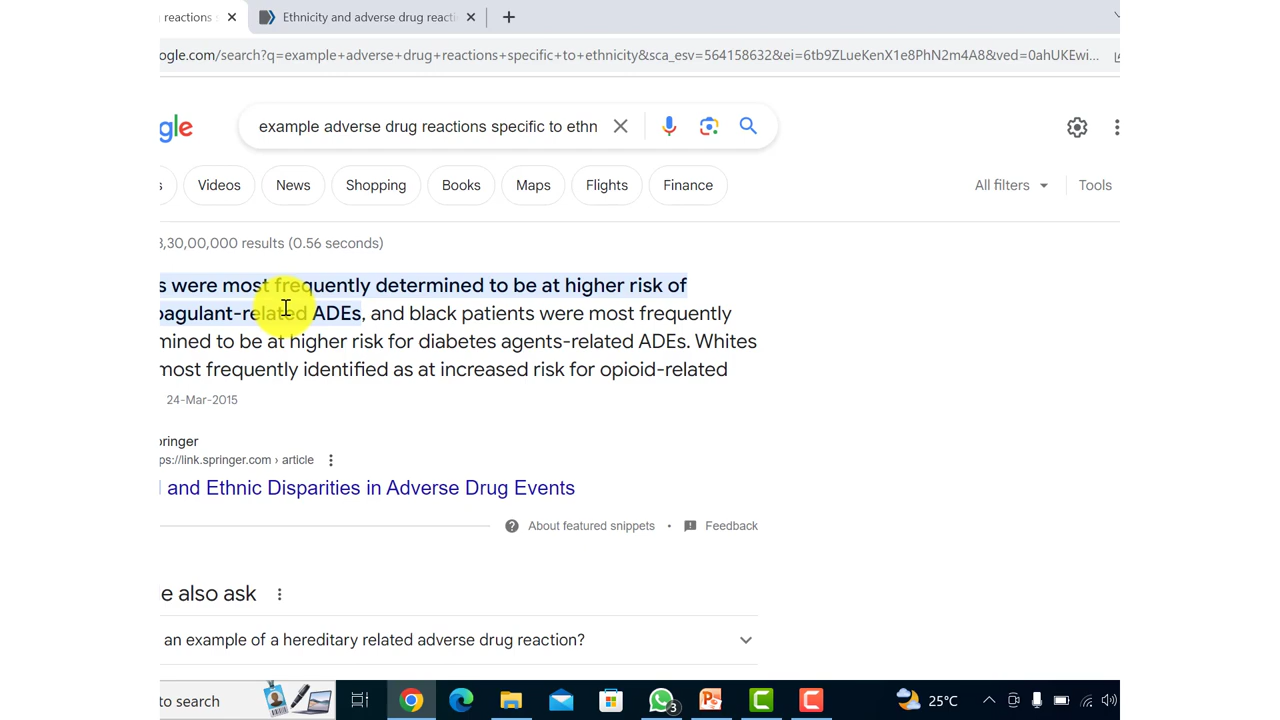 reactions
Ethnicity and adverse drug reacti
ogle.com/search?q=example+adverse+drug+reactions+specific+to+ethnicity&sca_esv=564158632&ei=6tb9ZLueKenX1e8PhN2m4A8&ved=0ahUKEwi...
gle
example adverse drug reactions specific to ethn
s
Videos
News
Shopping
Books
Maps
Flights
Finance
All filters
Tools
3,30,00,000 results (0.56 seconds)
s were most frequently determined to be at higher risk of
oagulant-related ADEs, and black patients were most frequently
mined to be at higher risk for diabetes agents-related ADEs. Whites
most frequently identified as at increased risk for opioid-related
24-Mar-2015
pringer
ps://link.springer.com › article
l and Ethnic Disparities in Adverse Drug Events
About featured snippets • Feedback
e also ask
an example of a hereditary related adverse drug reaction?
to search
3
25°C